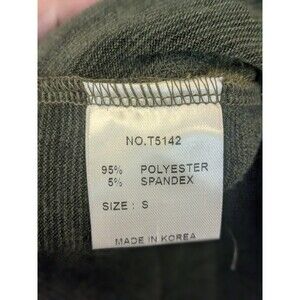 NO.T5142
95% POLYESTER
5% SPANDEX
SIZE : S
MADE IN KOREA